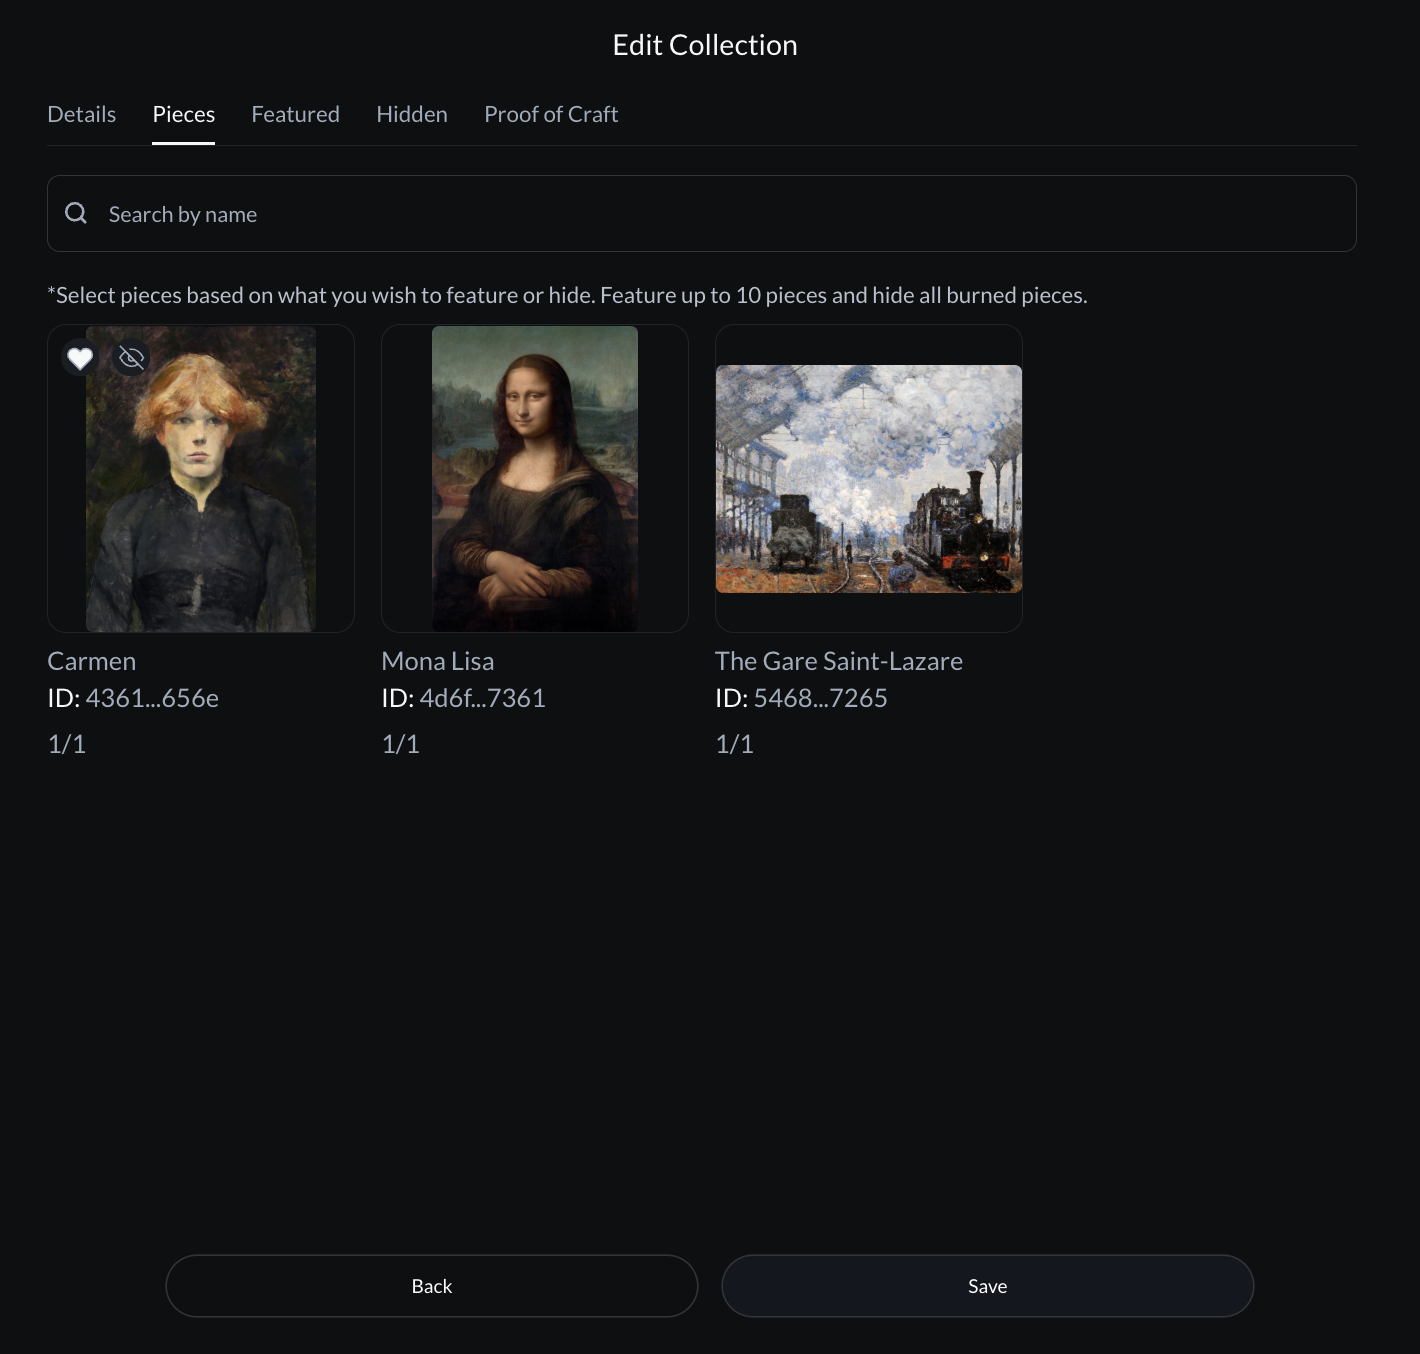 Edit Collection
Details Pieces Featured Hidden Proof of Craft
Search by name
*Select pieces based on what you wish to feature or hide. Feature up to 10 pieces and hide all burned pieces.
Carmen
ID: 4361...656e
1/1
Mona Lisa
ID: 4d6f...7361
1/1
The Gare Saint-Lazare
ID: 5468...7265
1/1
Back
Save